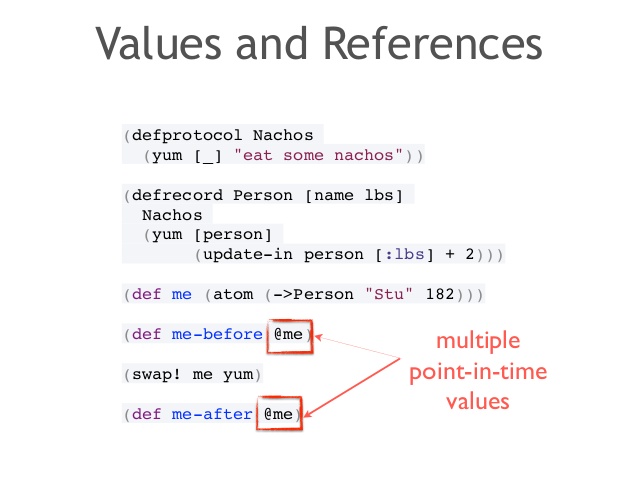 Values and References
(defprotocol Nachos
(yum [_] "eat some nachos"))
(defrecord Person [name lbs]
Nachos
(yum [person]
(update-in person [:lbs] + 2)))
(def me (atom (->Person "Stu" 182)))
(def me-before @me)
(swap! me yum)
(def me-after @me)
multiple
point-in-time
values